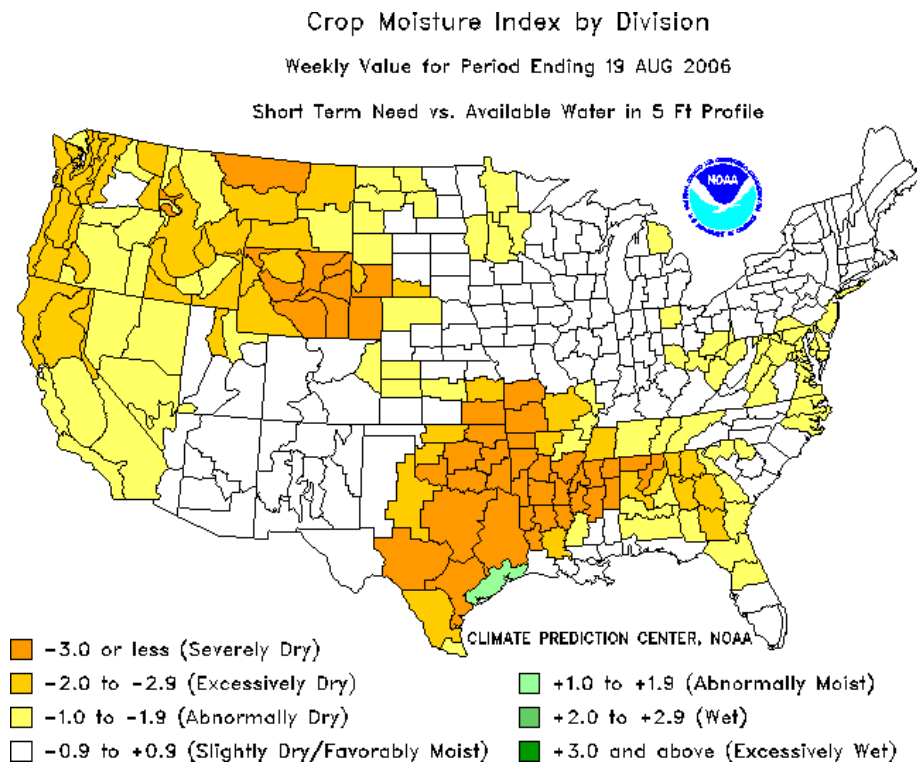 Crop Moisture Index by Division
Weekly Value for Period Ending 19 AUG 2006
Short Term Need vs. Available Water in 5 Ft Profile
NOAA
CLIMATE PREDICTION CENTER, NOAA
-3.0 or less (Severely Dry)
-2.0 to -2.9 (Excessively Dry)
-1.0 to -1.9 (Abnormally Dry)
-0.9 to +0.9 (Slightly Dry/Favorably Moist)
+1.0 to +1.9 (Abnormally Moist)
+2.0 to +2.9 (Wet)
+3.0 and above (Excessively Wet)